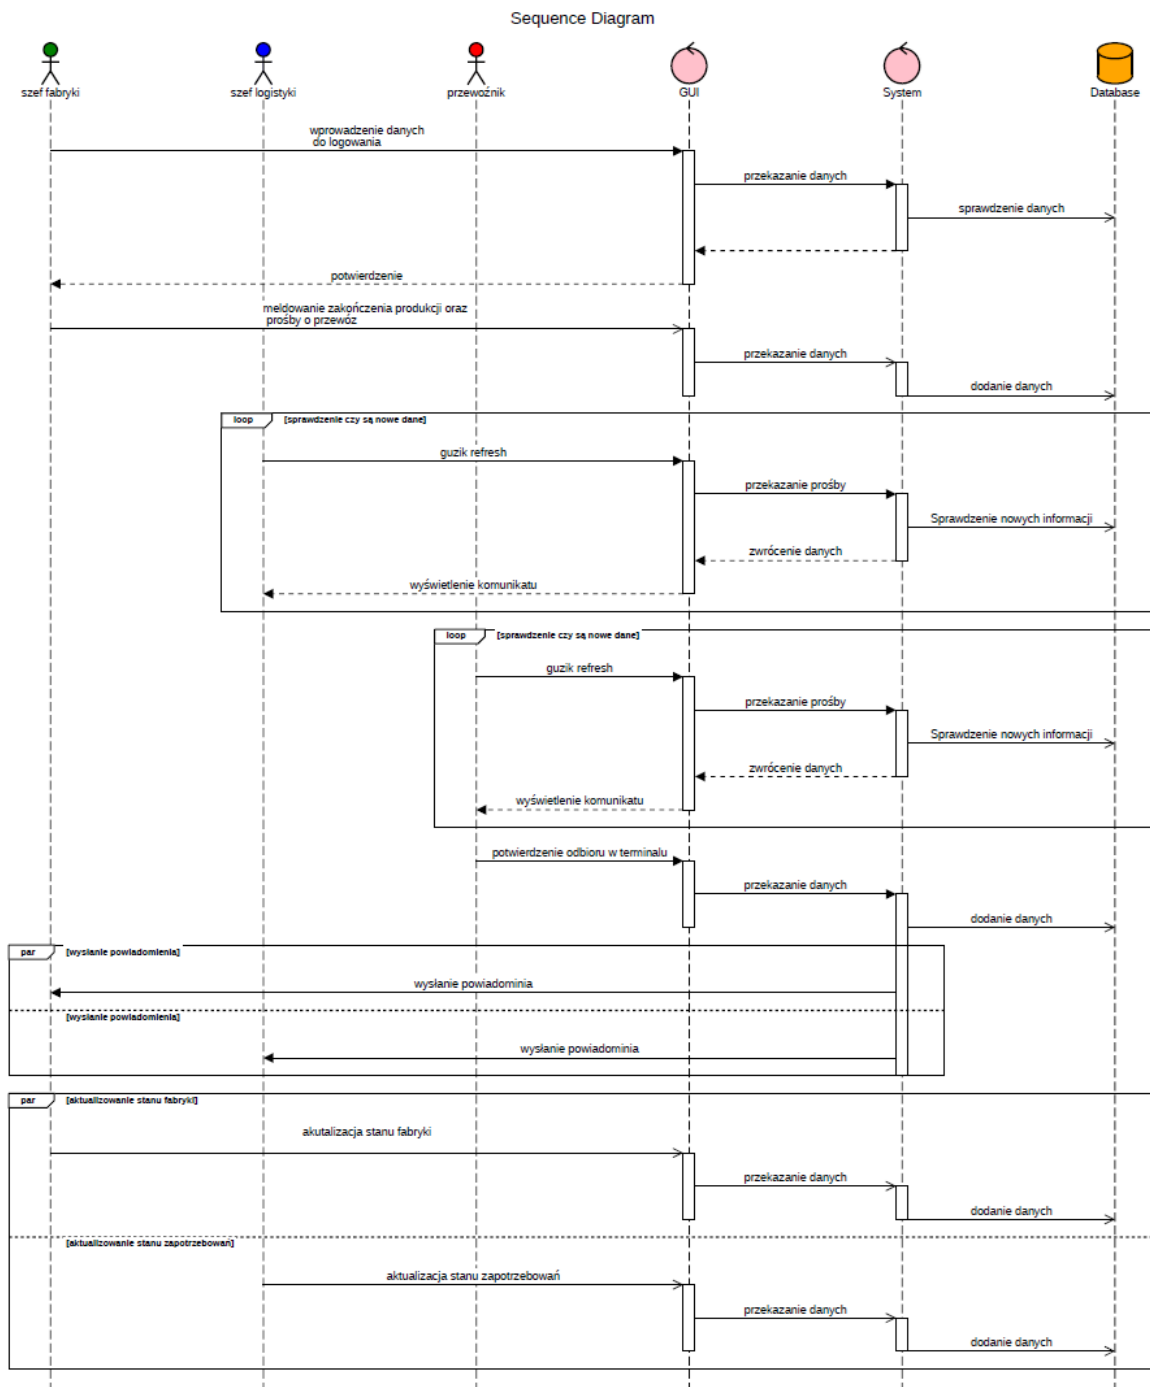 Sequence Diagram
szef fabryki
szef logistyki
przewoźnik
GUI
System
Database
wprowadzenie danych
do logowania
przekazanie danych
sprawdzenie danych
potwierdzenie
meldowanie zakończenia produkcji oraz
prośby o przewóz
przekazanie danych
dodanie danych
loop
[sprawdzenie czy są nowe dane]
guzik refresh
przekazanie prośby
Sprawdzenie nowych informacji
zwrócenie danych
wyświetlenie komunikatu
loop
[sprawdzenie czy są nowe dane]
guzik refresh
przekazanie prośby
Sprawdzenie nowych informacji
zwrócenie danych
wyświetlenie komunikatu
potwierdzenie odbioru w terminalu
przekazanie danych
dodanie danych
par
[wysłanie powiadomienia]
wysłanie powiadominia
[wysłanie powiadomienia]
wysłanie powiadominia
par
[aktualizowanie stanu fabryki]
akutalizacja stanu fabryki
przekazanie danych
dodanie danych
[aktualizowanie stanu zapotrzebowań]
aktualizacja stanu zapotrzebowań
przekazanie danych
dodanie danych